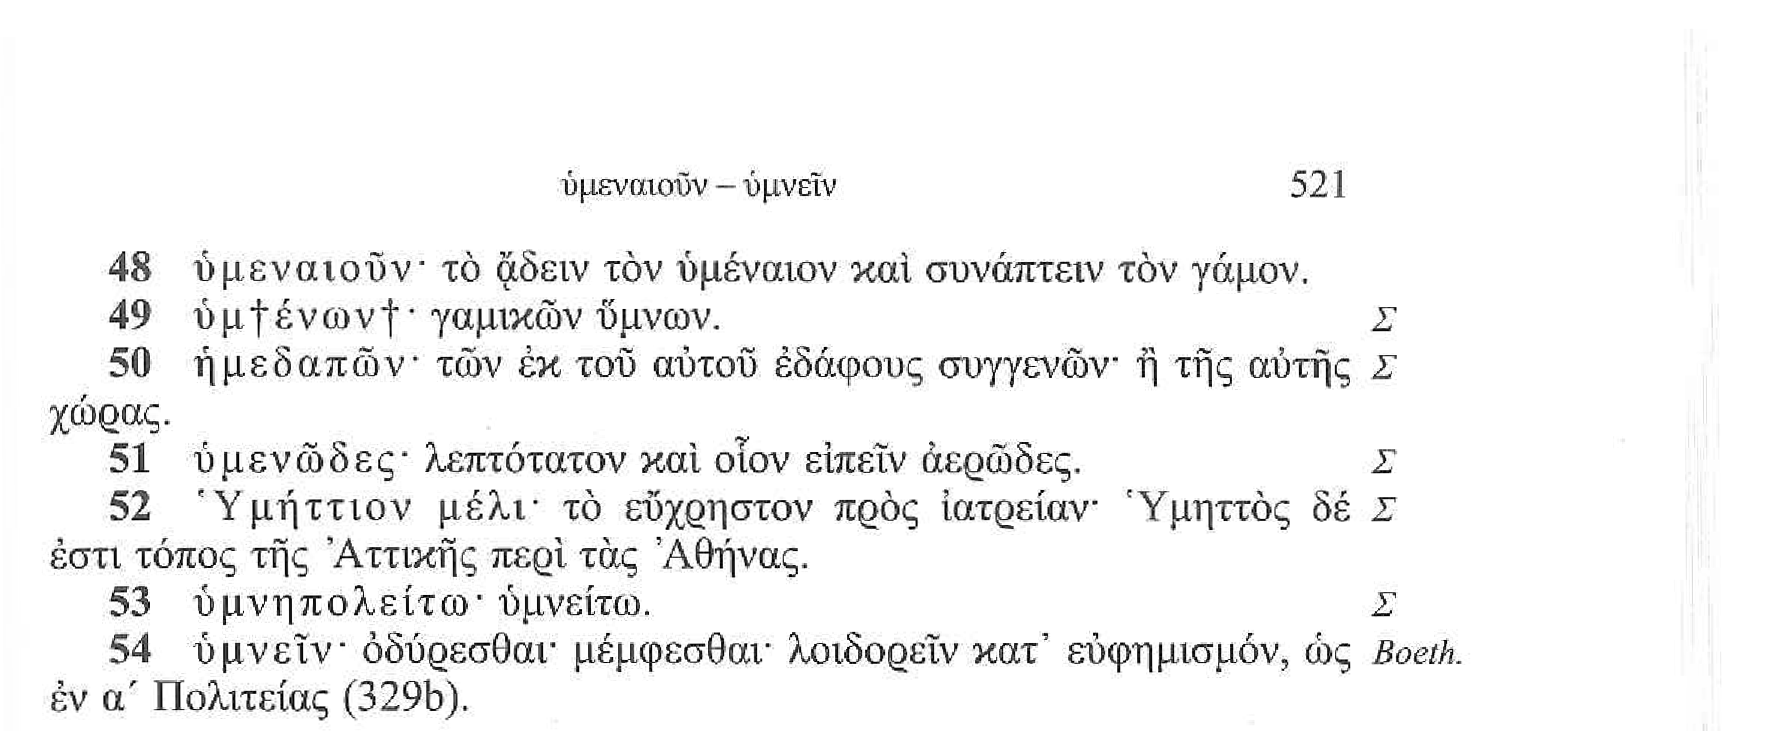 ὑμεναιοῦν – ὑμνεῖν 521
48 ὑμεναιοῦν· τὸ ᾄδειν τὸν ὑμέναιον καὶ συνάπτειν τὸν γάμον.
49 ὑμ†ένων†· γαμικῶν ὕμνων. Σ
50 ἡμεδαπῶν· τῶν ἐκ τοῦ αὐτοῦ ἐδάφους συγγενῶν· ἢ τῆς αὐτῆς Σ
χώρας.
51 ὑμενῶδες· λεπτότατον καὶ οἷον εἰπεῖν ἀερῶδες. Σ
52 Ὑμήττιον μέλι· τὸ εὔχρηστον πρὸς ἰατρείαν· Ὑμηττὸς δέ Σ
ἐστι τόπος τῆς Ἀττικῆς περὶ τὰς Ἀθήνας.
53 ὑμνηπολείτω· ὑμνείτω. Σ
54 ὑμνεῖν· ὀδύρεσθαι· μέμφεσθαι· λοιδορεῖν κατ’ εὐφημισμόν, ὡς Boeth.
ἐν α′ Πολιτείας (329b).